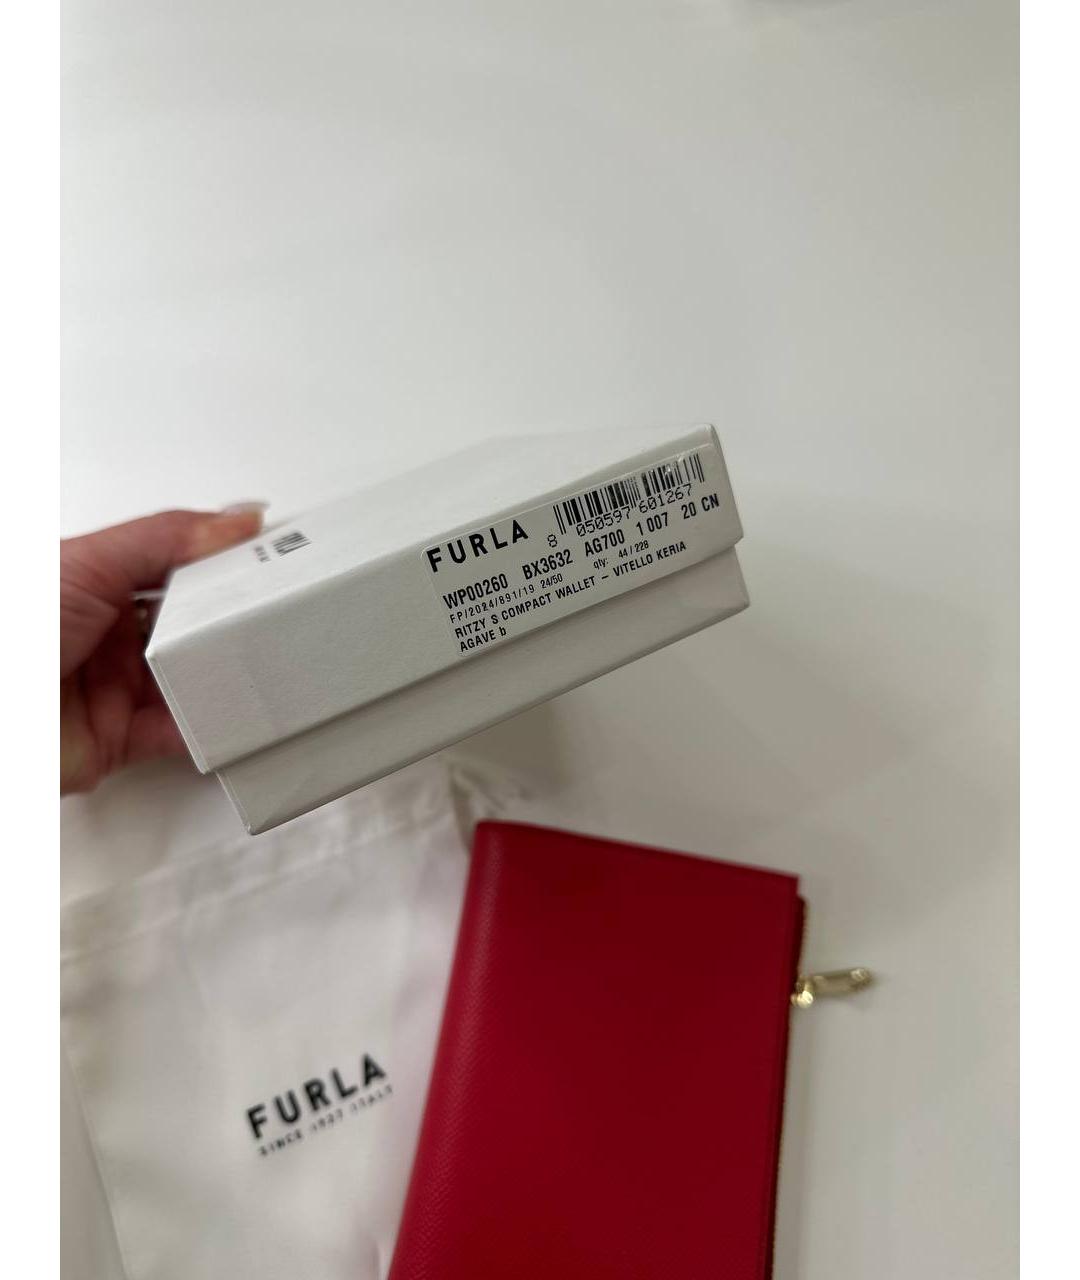 FURLA
8 050597 601267
WP00260 BX3632 AG700 1 007 20 CN
FP/2024/891/19 24/50 qty: 44/228
RITZY S COMPACT WALLET – VITELLO KERIA
AGAVE b
FURLA
SINCE 1927 ITALY